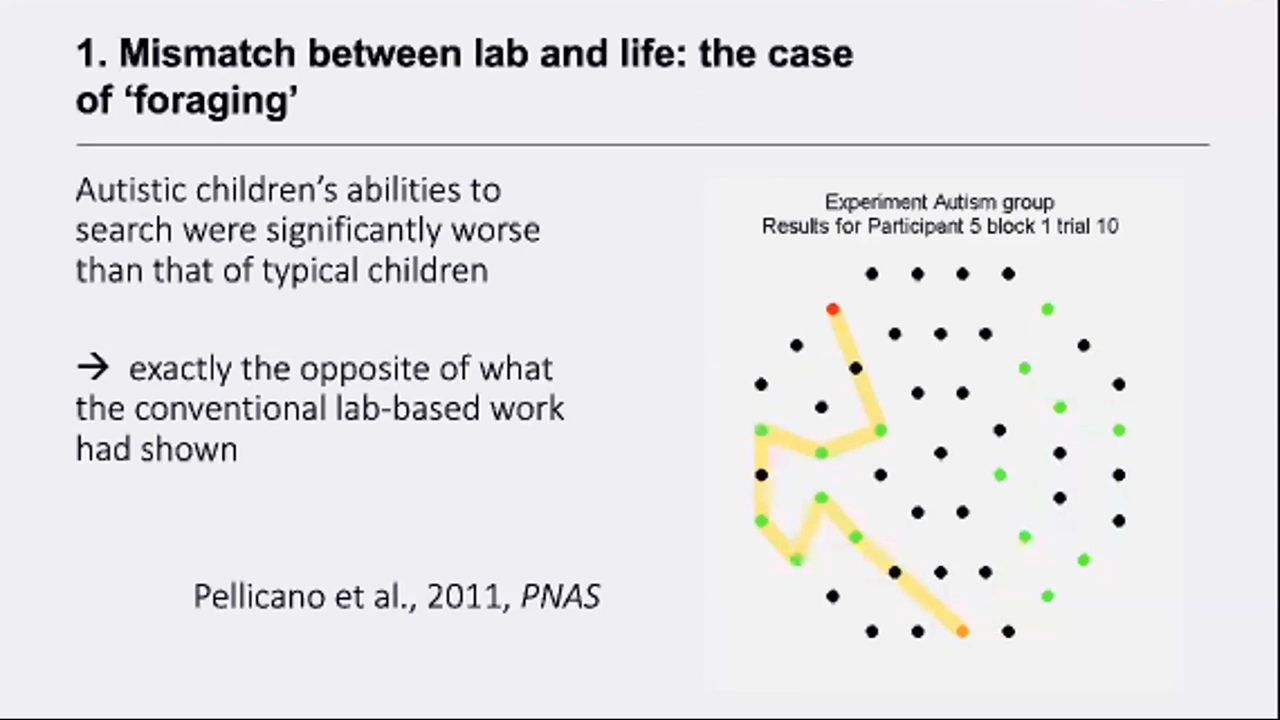 1. Mismatch between lab and life: the case
of ‘foraging’
Autistic children’s abilities to
search were significantly worse
than that of typical children
→ exactly the opposite of what
the conventional lab-based work
had shown
Pellicano et al., 2011, PNAS
Experiment Autism group
Results for Participant 5 block 1 trial 10